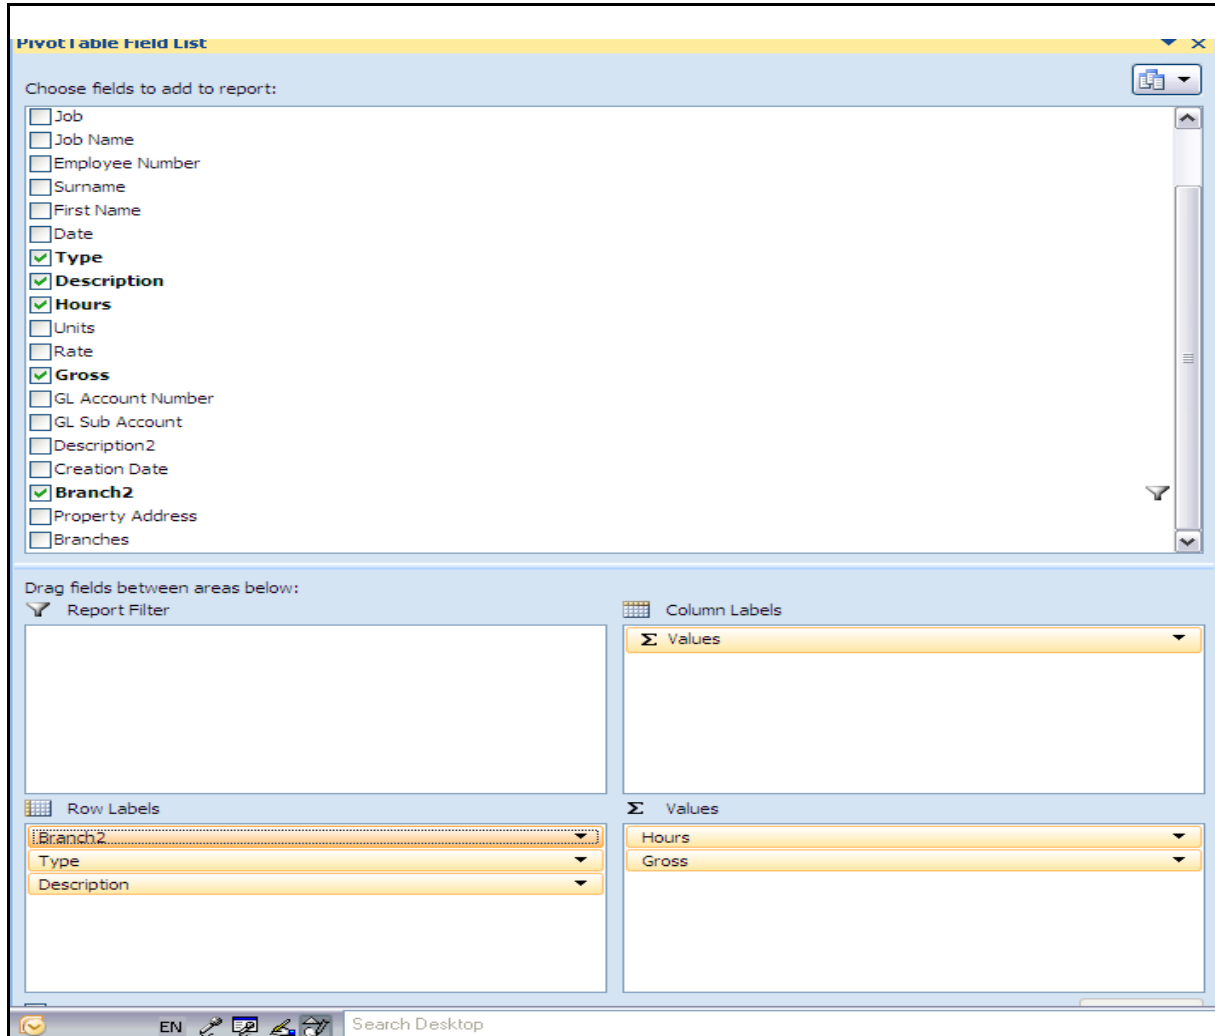 PivotTable Field List
Choose fields to add to report:
Job
Job Name
Employee Number
Surname
First Name
Date
Type
Description
Hours
Units
Rate
Gross
GL Account Number
GL Sub Account
Description2
Creation Date
Branch2
Property Address
Branches
Drag fields between areas below:
Report Filter
Column Labels
Σ Values
Row Labels
Σ Values
Branch2
Hours
Type
Gross
Description
EN
Search Desktop